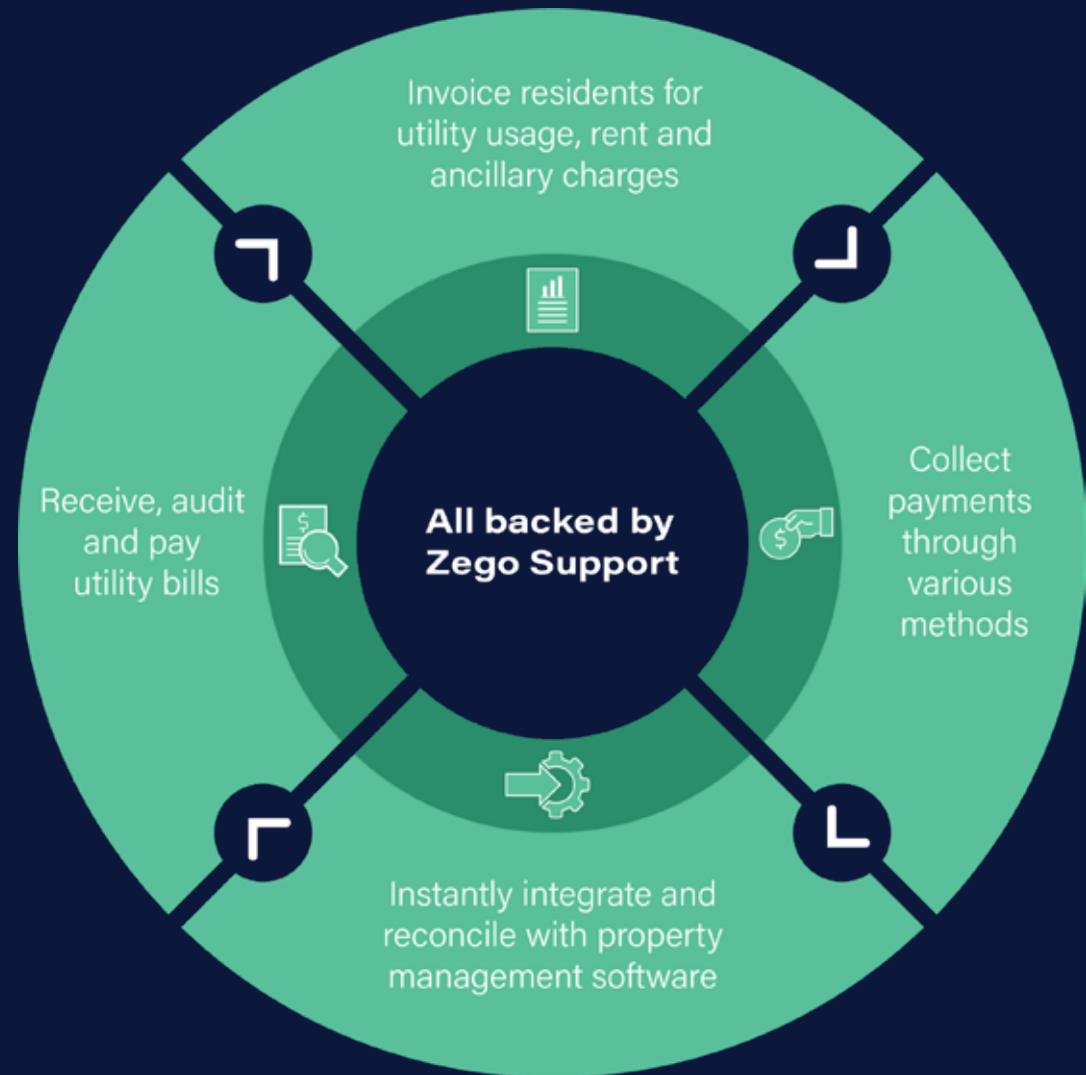 Invoice residents for
utility usage, rent and
ancillary charges
Collect
payments
through
various
methods
Instantly integrate and
reconcile with property
management software
Receive, audit
and pay
utility bills
All backed by
Zego Support
$
$